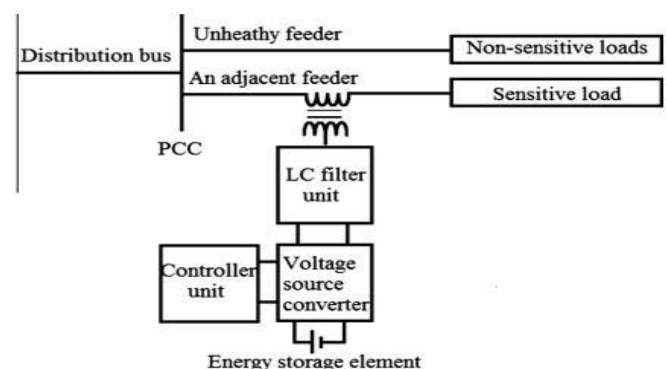 Unheathy feeder
Non-sensitive loads
Distribution bus
An adjacent feeder
Sensitive load
PCC
LC filter
unit
Controller
unit
Voltage
source
converter
Energy storage element